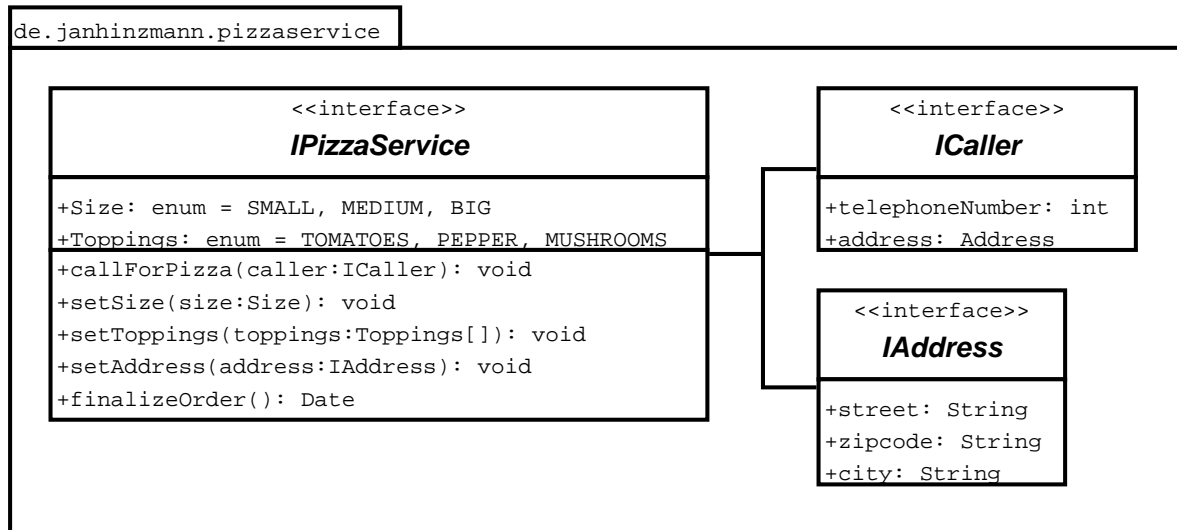 de.janhinzmann.pizzaservice
<<interface>>
IPizzaService
+Size: enum = SMALL, MEDIUM, BIG
+Toppings: enum = TOMATOES, PEPPER, MUSHROOMS
+callForPizza(caller:ICaller): void
+setSize(size:Size): void
+setToppings(toppings:Toppings[]): void
+setAddress(address:IAddress): void
+finalizeOrder(): Date
<<interface>>
ICaller
+telephoneNumber: int
+address: Address
<<interface>>
IAddress
+street: String
+zipcode: String
+city: String